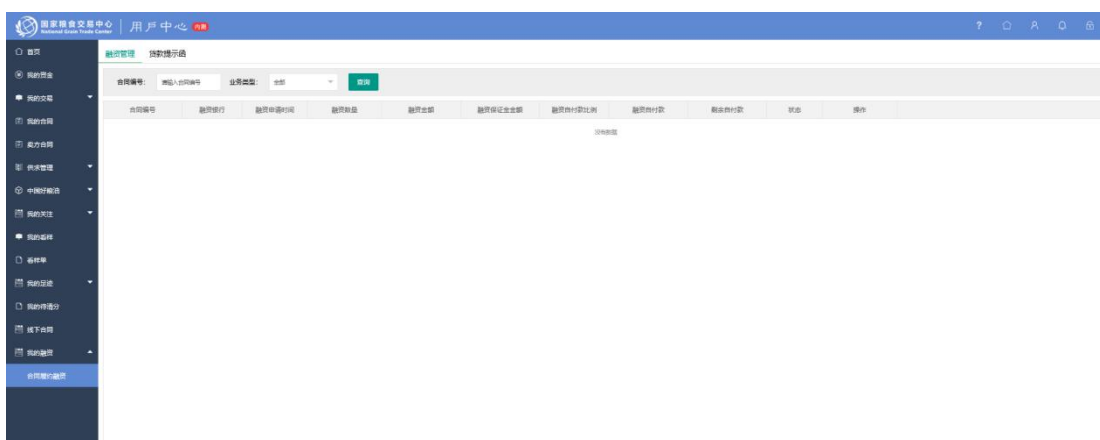 国家粮食交易中心
National Grain Trade Center
用戶中心
首页
融资管理 贷款提示函
我的资金
合同编号： 请输入合同编号 业务类型： 全部 查询
我的交易
合同编号 融资银行 融资申请时间 融资数量 融资金额 融资保证金金额 融资自付款比例 融资自付款 剩余自付款 状态 操作
我的合同
没有数据
卖方合同
供求管理
中国好粮油
我的关注
我的看样
看样单
我的足迹
我的待清分
线下合同
我的融资
合同履约融资